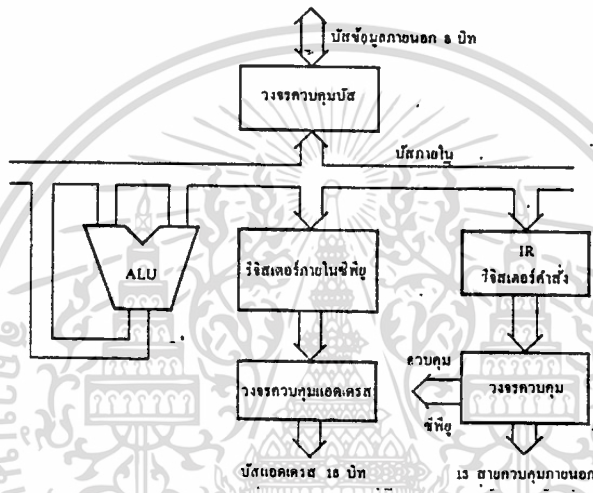 บัสข้อมูลภายนอก 8 บิท
วงจรควบคุมบัส
บัสภายใน
ALU
รีจิสเตอร์ภายในซีพียู
IR
รีจิสเตอร์คำสั่ง
วงจรควบคุมแอดเดรส
ควบคุม
ซีพียู
วงจรควบคุม
บัสแอดเดรส 16 บิท
13 สายควบคุมภายนอก